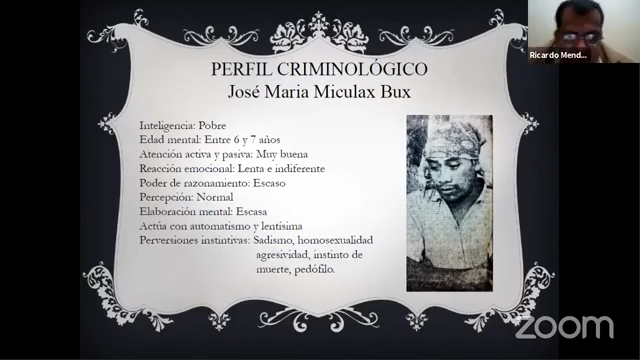 Ricardo Mend...
PERFIL CRIMINOLÓGICO
José Maria Miculax Bux
Inteligencia: Pobre
Edad mental: Entre 6 y 7 años
Atención activa y pasiva: Muy buena
Reacción emocional: Lenta e indiferente
Poder de razonamiento: Escaso
Percepción: Normal
Elaboración mental: Escasa
Actúa con automatismo y lentísima
Perversiones instintivas: Sadismo, homosexualidad
agresividad, instinto de
muerte, pedófilo.
zoom